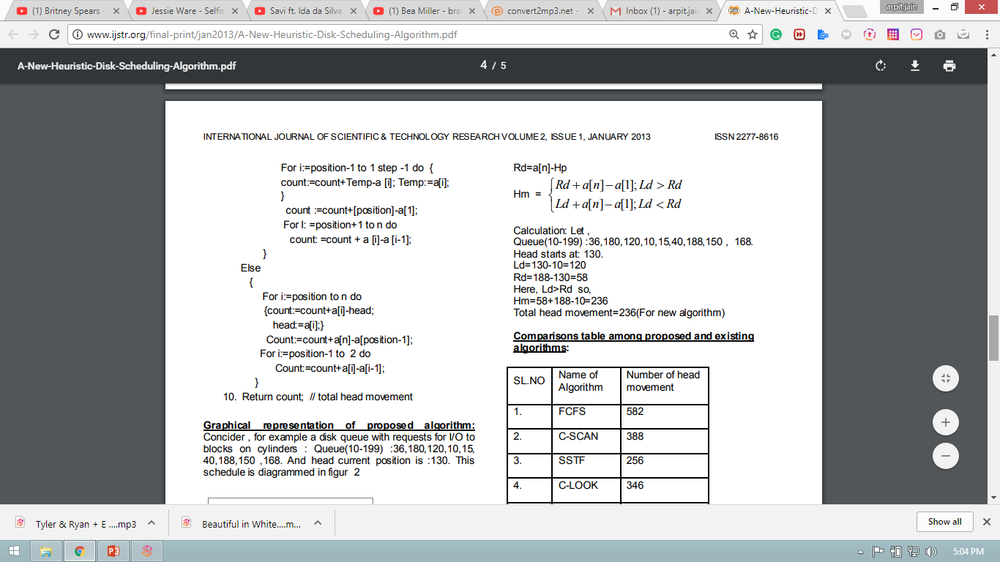 (1) Britney Spears -
Jessie Ware - Selfis
Savi ft. Ida da Silva
(1) Bea Miller - bra
convert2mp3.net -
Inbox (1) - arpit.jai
A-New-Heuristic-D
arpit.jain
www.ijstr.org/final-print/jan2013/A-New-Heuristic-Disk-Scheduling-Algorithm.pdf
A-New-Heuristic-Disk-Scheduling-Algorithm.pdf
4 / 5
INTERNATIONAL JOURNAL OF SCIENTIFIC & TECHNOLOGY RESEARCH VOLUME 2, ISSUE 1, JANUARY 2013 ISSN 2277-8616
For i:=position-1 to 1 step -1 do {
count:=count+Temp-a [i]; Temp:=a[i];
}
count :=count+[position]-a[1];
For I: =position+1 to n do
count: =count + a [i]-a [i-1];
}
Else
{
For i:=position to n do
{count:=count+a[i]-head;
head:=a[i];}
Count:=count+a[n]-a[position-1];
For i:=position-1 to 2 do
Count:=count+a[i]-a[i-1];
}
10. Return count; // total head movement
Graphical representation of proposed algorithm:
Concider , for example a disk queue with requests for I/O to
blocks on cylinders : Queue(10-199) :36,180,120,10,15,
40,188,150 ,168. And head current position is :130. This
schedule is diagrammed in figur 2
Rd=a[n]-Hp
Hm = { Rd + a[n] − a[1]; Ld > Rd
Ld + a[n] − a[1]; Ld < Rd
Calculation: Let ,
Queue(10-199) :36,180,120,10,15,40,188,150 , 168.
Head starts at: 130.
Ld=130-10=120
Rd=188-130=58
Here, Ld>Rd so,
Hm=58+188-10=236
Total head movement=236(For new algorithm)
Comparisons table among proposed and existing
algorithms:
SL.NO Name of Algorithm Number of head movement
1. FCFS 582
2. C-SCAN 388
3. SSTF 256
4. C-LOOK 346
Tyler & Ryan + E ....mp3
Beautiful in White....m...
Show all
5:04 PM